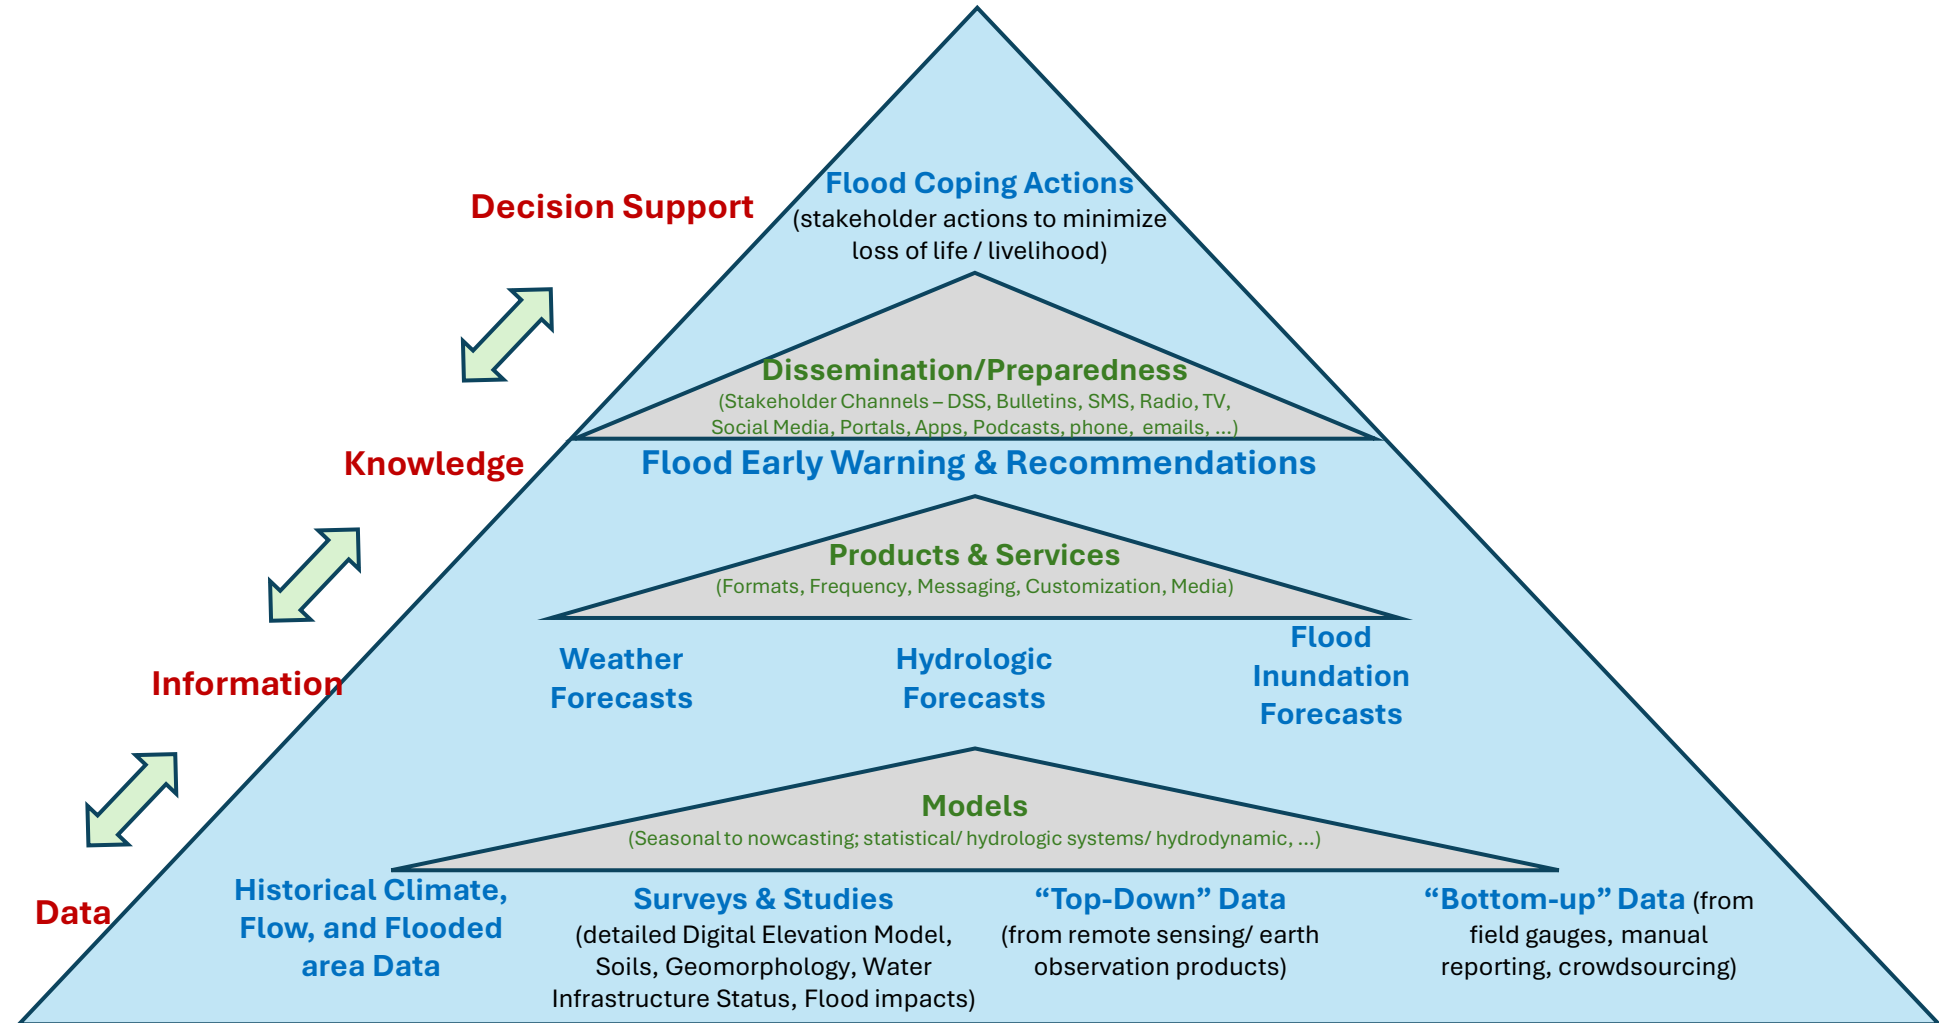 Flood Coping Actions
Decision Support
(stakeholder actions to minimize
loss of life / livelihood)
Dissemination/Preparedness
(Stakeholder Channels – DSS, Bulletins, SMS, Radio, TV,
Social Media, Portals, Apps, Podcasts, phone, emails, ...)
Knowledge
Flood Early Warning & Recommendations
Products & Services
(Formats, Frequency, Messaging, Customization, Media)
Information
Weather
Forecasts
Hydrologic
Forecasts
Flood
Inundation
Forecasts
Models
(Seasonal to nowcasting; statistical/ hydrologic systems/ hydrodynamic, ...)
Data
Historical Climate,
Flow, and Flooded
area Data
Surveys & Studies
(detailed Digital Elevation Model,
Soils, Geomorphology, Water
Infrastructure Status, Flood impacts)
“Top-Down” Data
(from remote sensing/ earth
observation products)
“Bottom-up” Data (from
field gauges, manual
reporting, crowdsourcing)